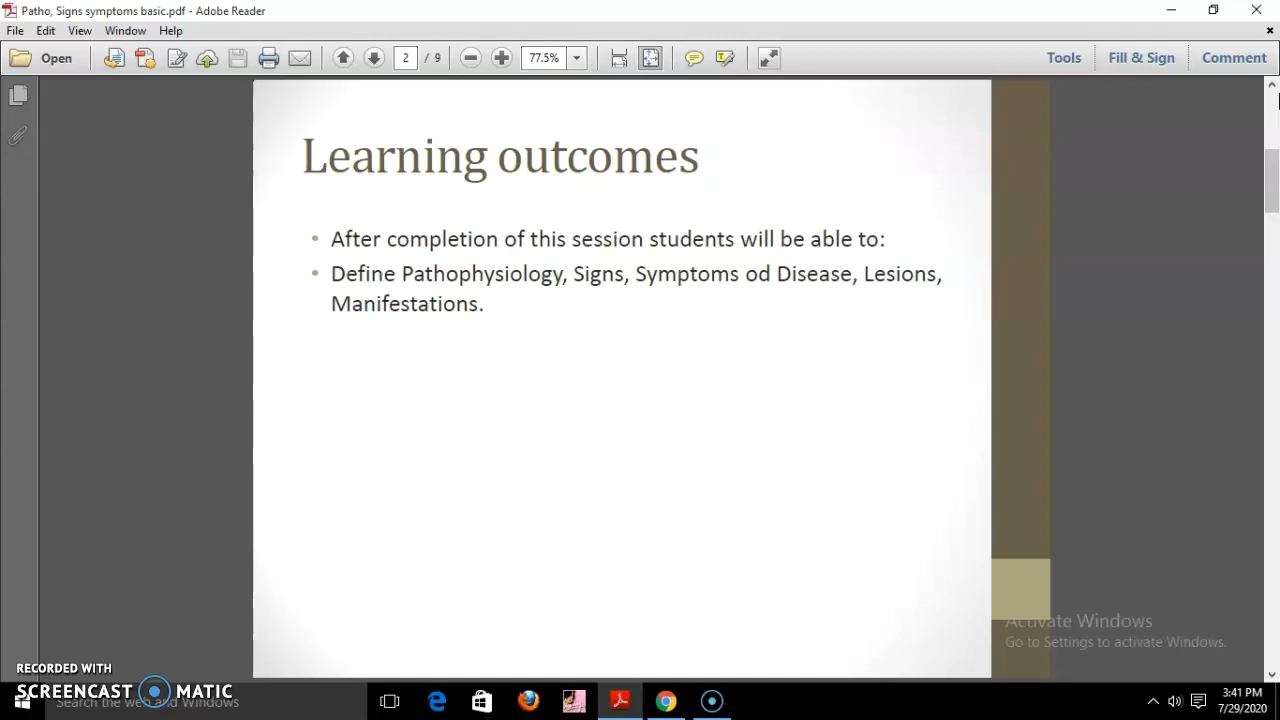 Patho, Signs symptoms basic.pdf - Adobe Reader
File Edit View Window Help
Open 2 / 9 77.5% Tools Fill & Sign Comment
Learning outcomes
• After completion of this session students will be able to:
• Define Pathophysiology, Signs, Symptoms od Disease, Lesions,
Manifestations.
Activate Windows
Go to Settings to activate Windows.
RECORDED WITH
SCREENCAST MATIC
Search the web and Windows
3:41 PM
7/29/2020